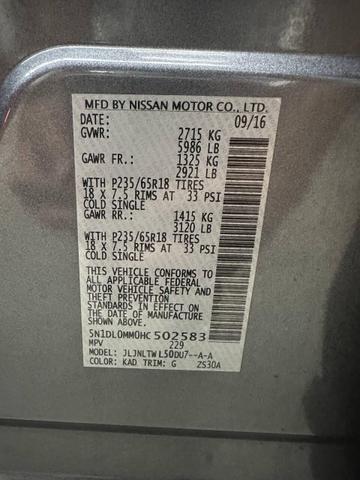 MFD BY NISSAN MOTOR CO., LTD.
DATE: 09/16
GVWR: 2715 KG
5986 LB
GAWR FR.: 1325 KG
2921 LB
WITH P235/65R18 TIRES
18 X 7.5 RIMS AT 33 PSI
COLD SINGLE
GAWR RR.: 1415 KG
3120 LB
WITH P235/65R18 TIRES
18 X 7.5 RIMS AT 33 PSI
COLD SINGLE
THIS VEHICLE CONFORMS TO
ALL APPLICABLE FEDERAL
MOTOR VEHICLE SAFETY
STANDARDS IN EFFECT ON
THE DATE OF MANUFACTURE
SHOWN ABOVE.
5N1DL0MM0HC502583
MPV 229
MODEL: JLJNLTWL50DU7--A-A
COLOR: KAD TRIM: G ZS30A